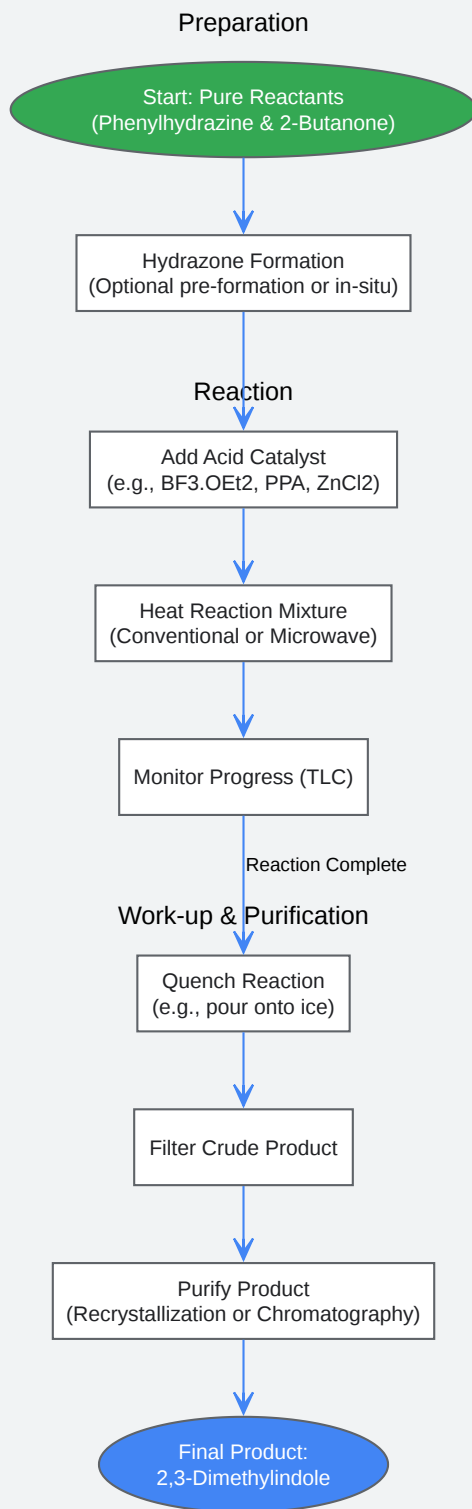 Preparation
Start: Pure Reactants
(Phenylhydrazine & 2-Butanone)
Hydrazone Formation
(Optional pre-formation or in-situ)
Reaction
Add Acid Catalyst
(e.g., BF3.OEt2, PPA, ZnCl2)
Heat Reaction Mixture
(Conventional or Microwave)
Monitor Progress (TLC)
Reaction Complete
Work-up & Purification
Quench Reaction
(e.g., pour onto ice)
Filter Crude Product
Purify Product
(Recrystallization or Chromatography)
Final Product:
2,3-Dimethylindole